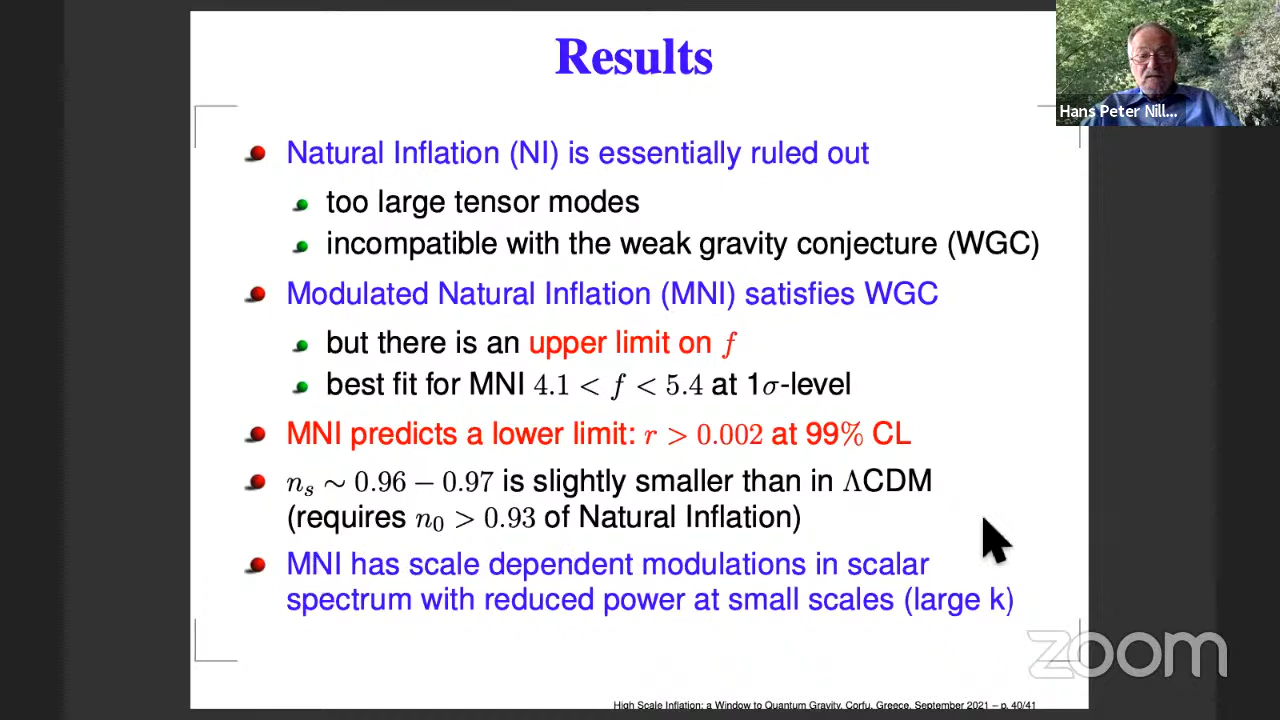 Results
Hans Peter Nill...
Natural Inflation (NI) is essentially ruled out
too large tensor modes
incompatible with the weak gravity conjecture (WGC)
Modulated Natural Inflation (MNI) satisfies WGC
but there is an upper limit on f
best fit for MNI 4.1 < f < 5.4 at 1σ-level
MNI predicts a lower limit: r > 0.002 at 99% CL
nₛ ∼ 0.96 − 0.97 is slightly smaller than in ΛCDM
(requires n₀ > 0.93 of Natural Inflation)
MNI has scale dependent modulations in scalar
spectrum with reduced power at small scales (large k)
zoom
High Scale Inflation: a Window to Quantum Gravity, Corfu, Greece, September 2021 – p. 40/41